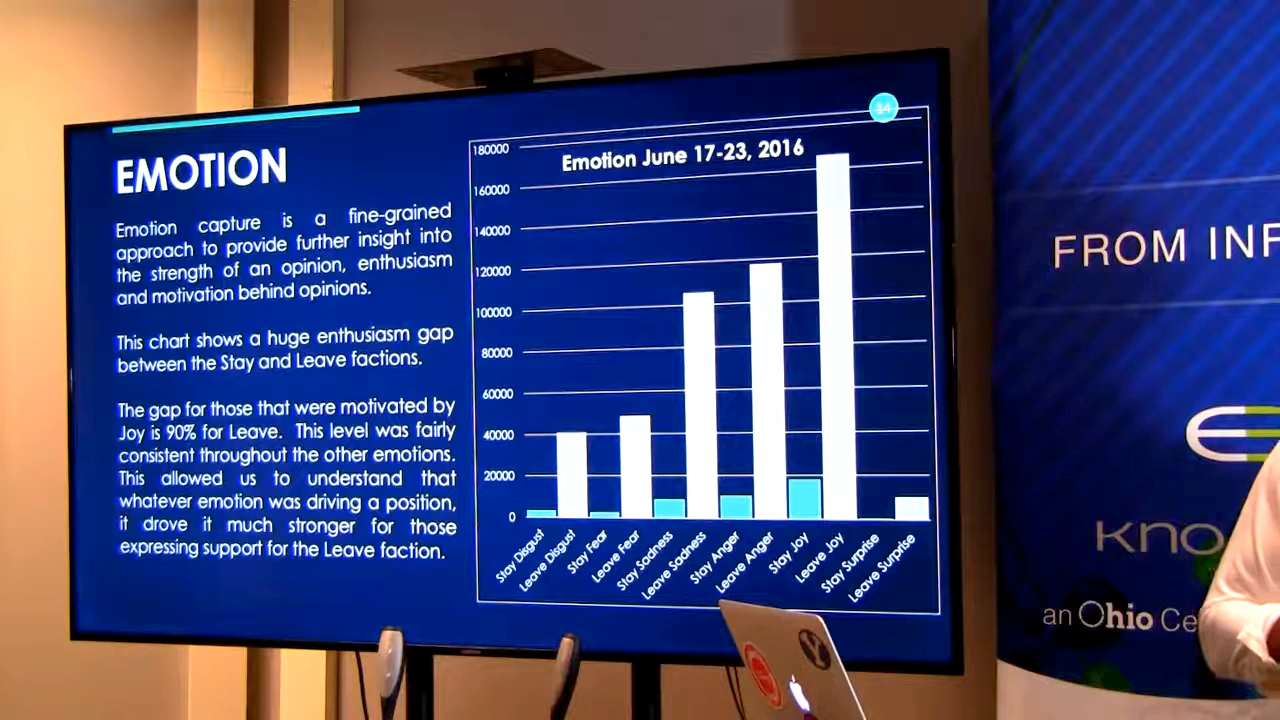 14
EMOTION
Emotion capture is a fine-grained
approach to provide further insight into
the strength of an opinion, enthusiasm
and motivation behind opinions.
This chart shows a huge enthusiasm gap
between the Stay and Leave factions.
The gap for those that were motivated by
Joy is 90% for Leave. This level was fairly
consistent throughout the other emotions.
This allowed us to understand that
whatever emotion was driving a position,
it drove it much stronger for those
expressing support for the Leave faction.
Emotion June 17-23, 2016
180000
160000
140000
120000
100000
80000
60000
40000
20000
0
Stay Disgust
Leave Disgust
Stay Fear
Leave Fear
Stay Sadness
Leave Sadness
Stay Anger
Leave Anger
Stay Joy
Leave Joy
Stay Surprise
Leave Surprise
FROM INF
Kno
an Ohio Ce